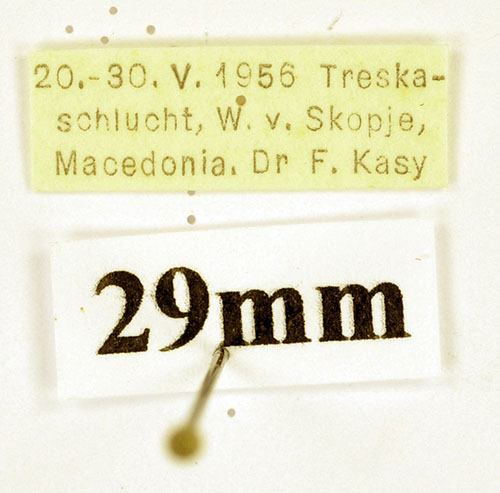 20.-30. V. 1956 Treska-
schlucht, W. v. Skopje,
Macedonia. Dr F. Kasy
29mm